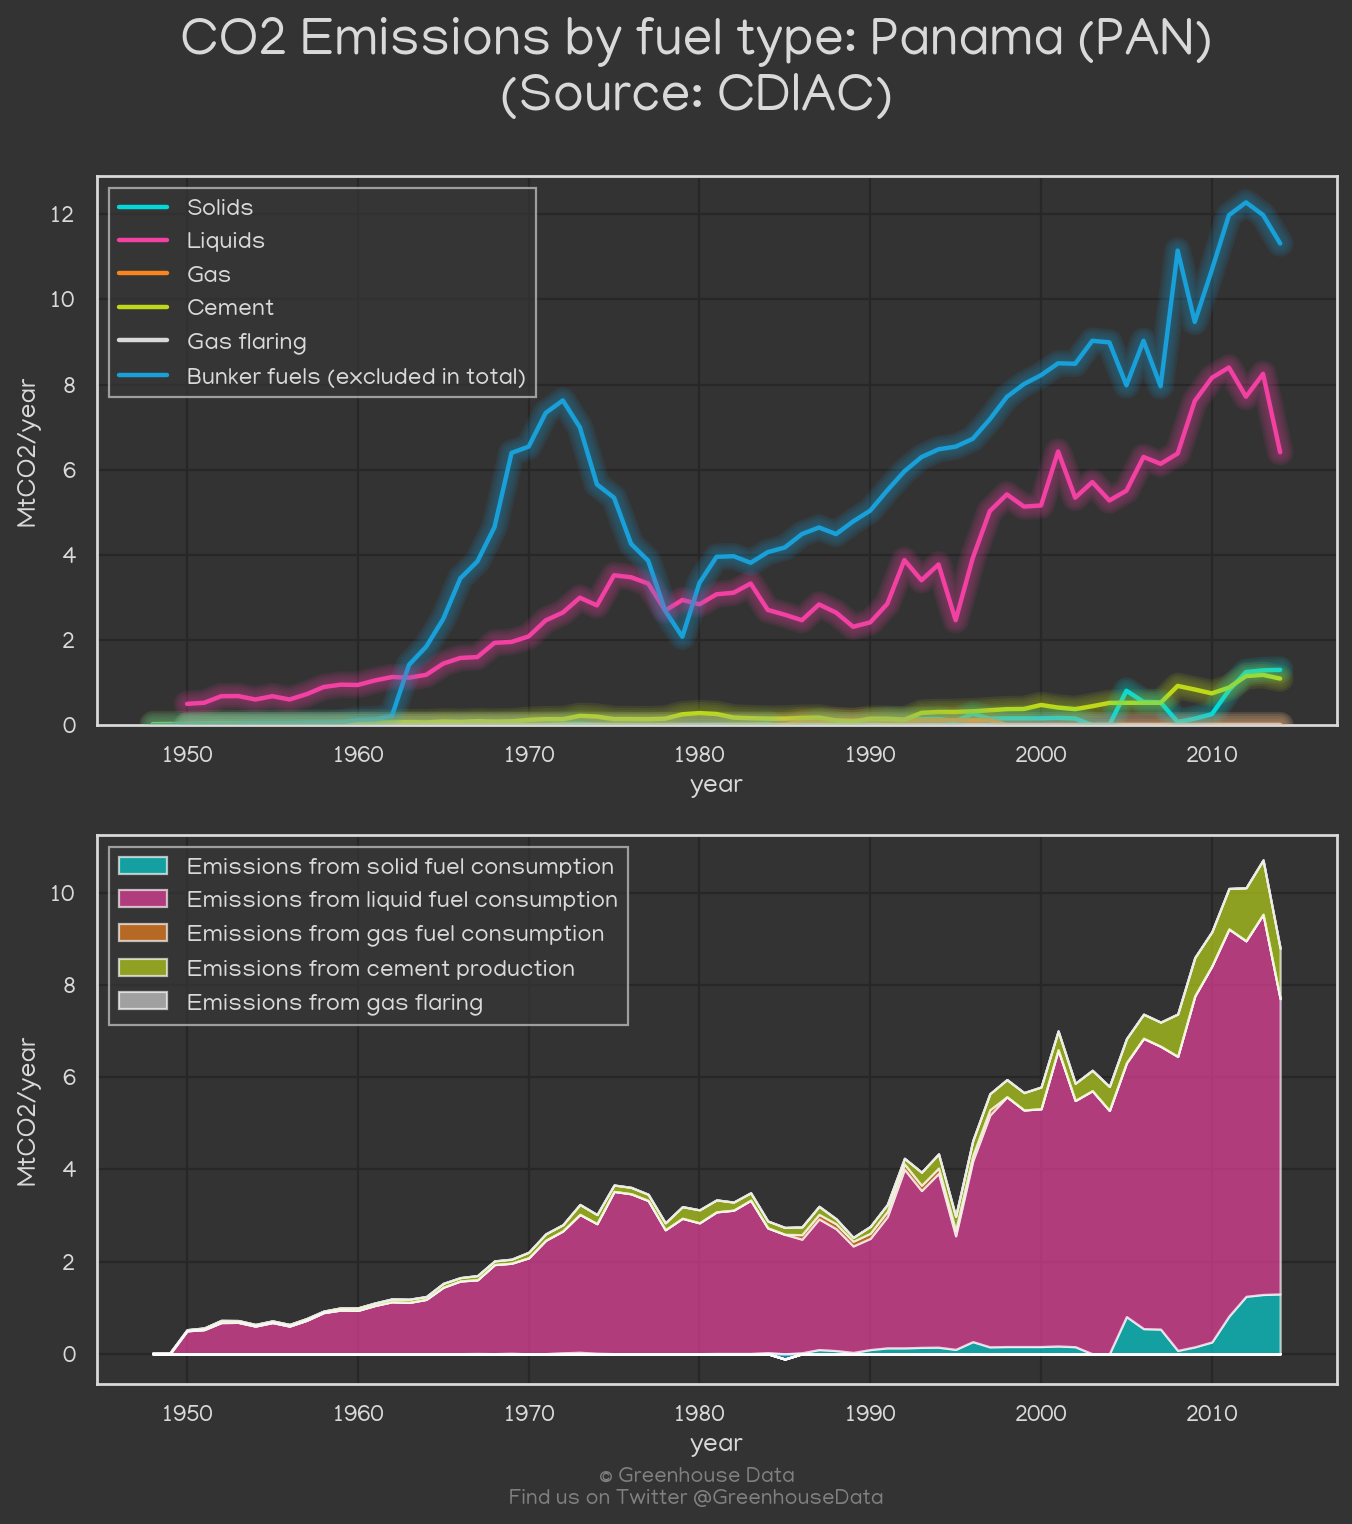 CO2 Emissions by fuel type: Panama (PAN)
(Source: CDIAC)
Solids
Liquids
Gas
Cement
Gas flaring
Bunker fuels (excluded in total)
MtCO2/year
12
10
8
6
4
2
0
1950 1960 1970 1980 1990 2000 2010
year
Emissions from solid fuel consumption
Emissions from liquid fuel consumption
Emissions from gas fuel consumption
Emissions from cement production
Emissions from gas flaring
MtCO2/year
10
8
6
4
2
0
1950 1960 1970 1980 1990 2000 2010
year
© Greenhouse Data
Find us on Twitter @GreenhouseData